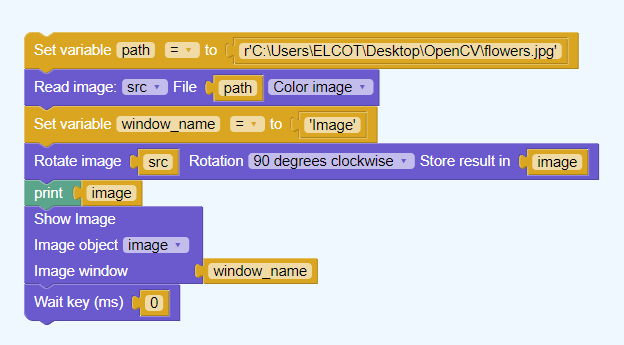 Set variable path = to r'C:\Users\ELCOT\Desktop\OpenCV\flowers.jpg'
Read image: src File path Color image
Set variable window_name = to 'Image'
Rotate image src Rotation 90 degrees clockwise Store result in image
print image
Show Image
Image object image
Image window window_name
Wait key (ms) 0